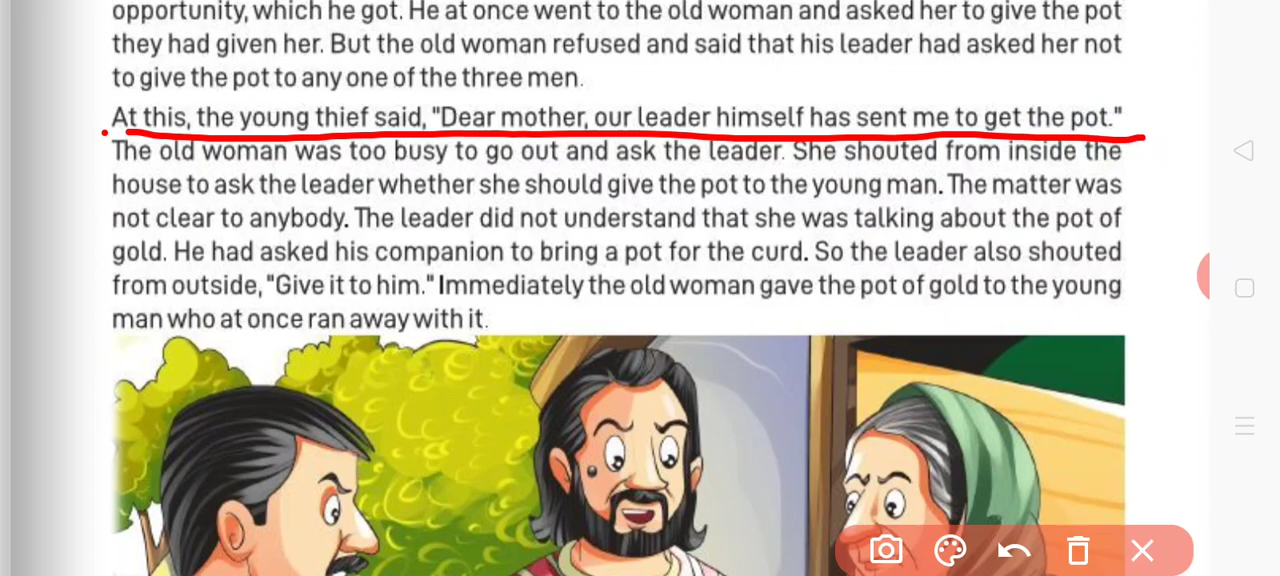 opportunity, which he got. He at once went to the old woman and asked her to give the pot
they had given her. But the old woman refused and said that his leader had asked her not
to give the pot to any one of the three men.
At this, the young thief said, "Dear mother, our leader himself has sent me to get the pot."
The old woman was too busy to go out and ask the leader. She shouted from inside the
house to ask the leader whether she should give the pot to the young man. The matter was
not clear to anybody. The leader did not understand that she was talking about the pot of
gold. He had asked his companion to bring a pot for the curd. So the leader also shouted
from outside, "Give it to him." Immediately the old woman gave the pot of gold to the young
man who at once ran away with it.